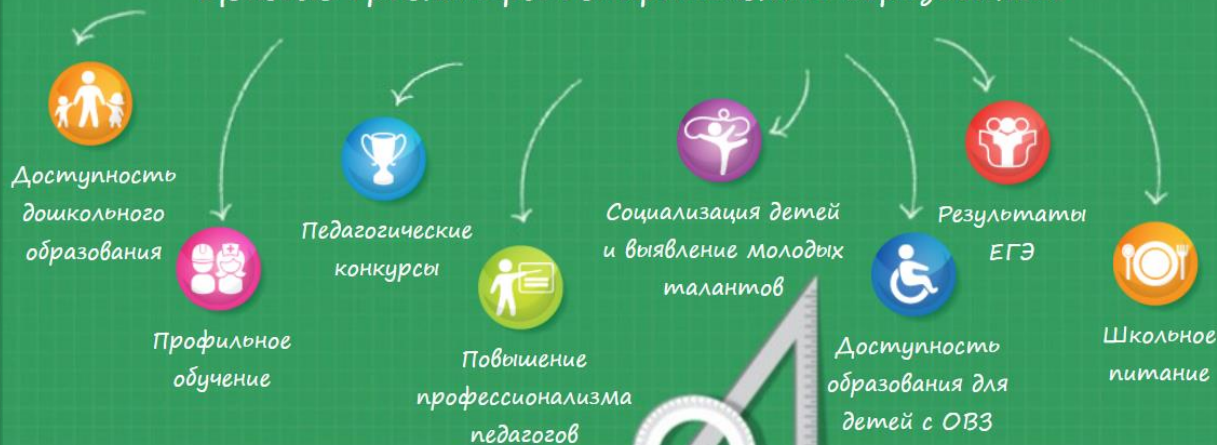 Доступность
дошкольного
образования
Профильное
обучение
Педагогические
конкурсы
Повышение
профессионализма
педагогов
Социализация детей
и выявление молодых
талантов
Доступность
образования для
детей с ОВЗ
Результаты
ЕГЭ
Школьное
питание